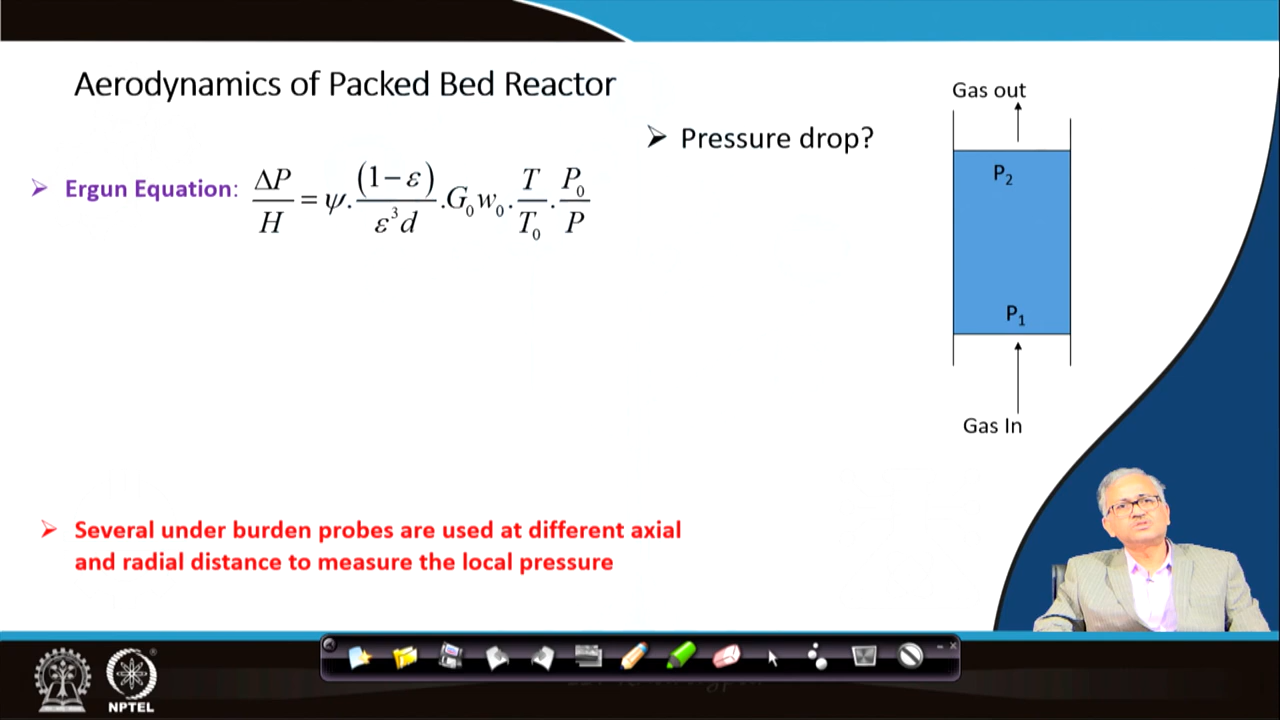 Aerodynamics of Packed Bed Reactor
➢ Pressure drop?
➢ Ergun Equation: ΔP/H = ψ.(1−ε)/(ε³d).G₀w₀.T/T₀.P₀/P
Gas out
P₂
P₁
Gas In
➢ Several under burden probes are used at different axial
and radial distance to measure the local pressure
NPTEL